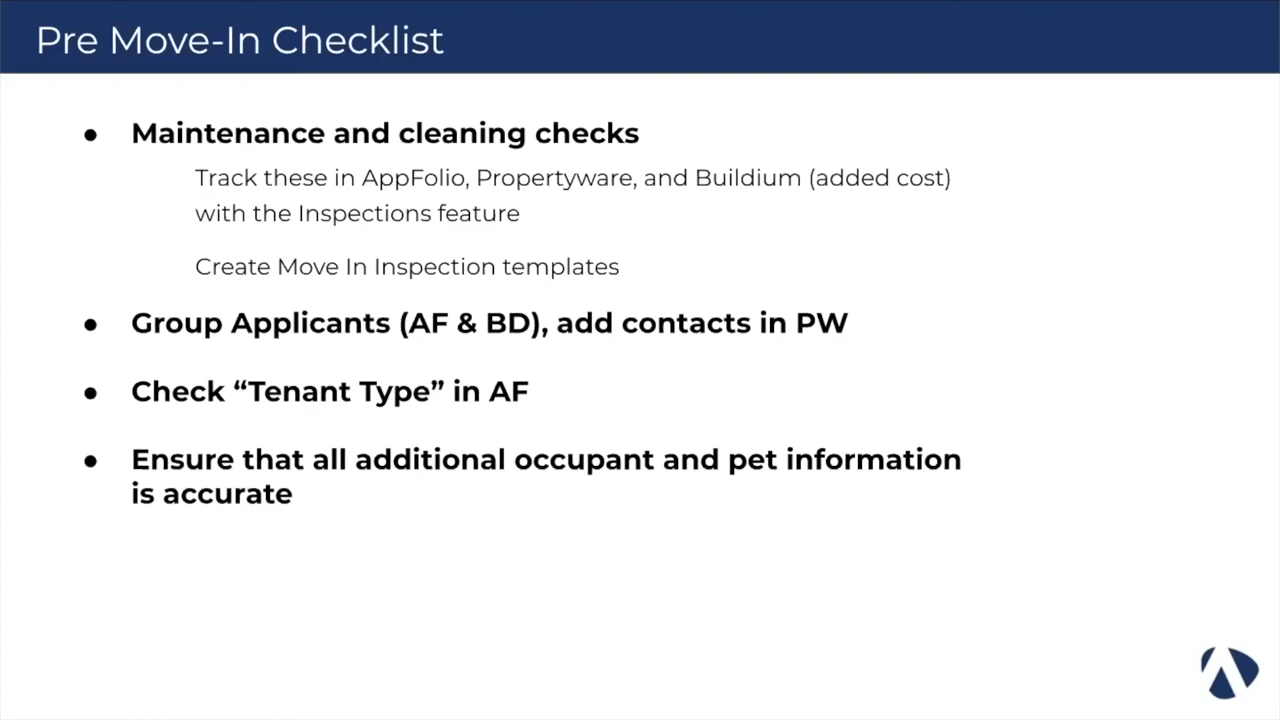 Pre Move-In Checklist
● Maintenance and cleaning checks
Track these in AppFolio, Propertyware, and Buildium (added cost)
with the Inspections feature
Create Move In Inspection templates
● Group Applicants (AF & BD), add contacts in PW
● Check “Tenant Type” in AF
● Ensure that all additional occupant and pet information
is accurate